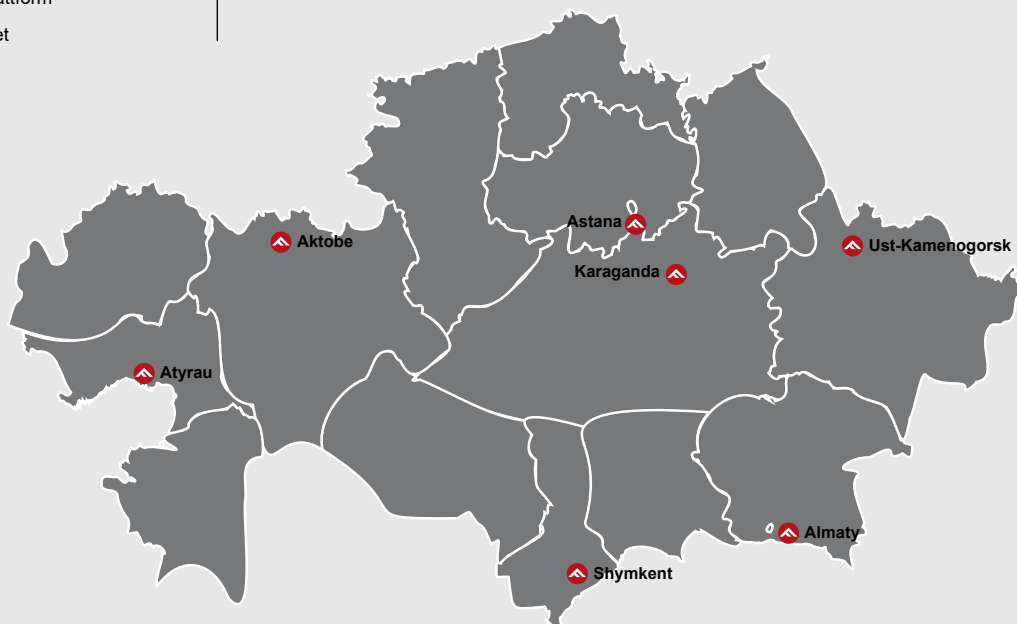 Astana
Aktobe
Ust-Kamenogorsk
Karaganda
Atyrau
Almaty
Shymkent